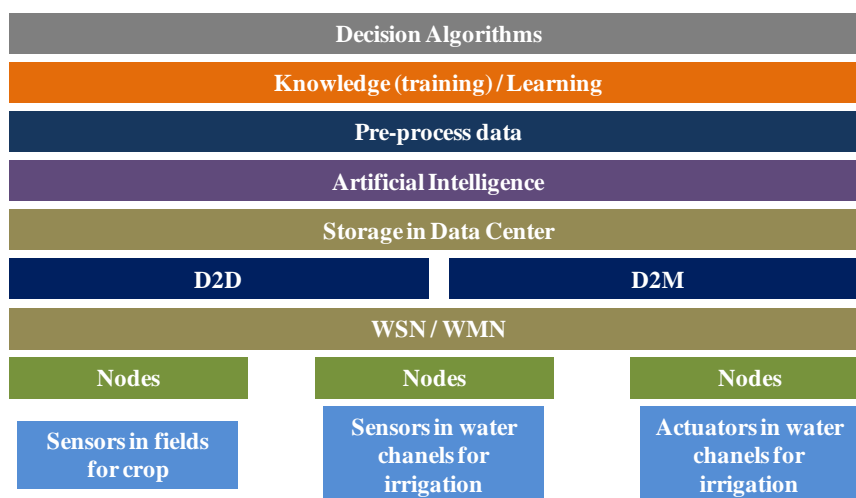 Decision Algorithms
Knowledge (training) / Learning
Pre-process data
Artificial Intelligence
Storage in Data Center
D2D
D2M
WSN / WMN
Nodes
Nodes
Nodes
Sensors in fields
for crop
Sensors in water
chanels for
irrigation
Actuators in water
chanels for
irrigation